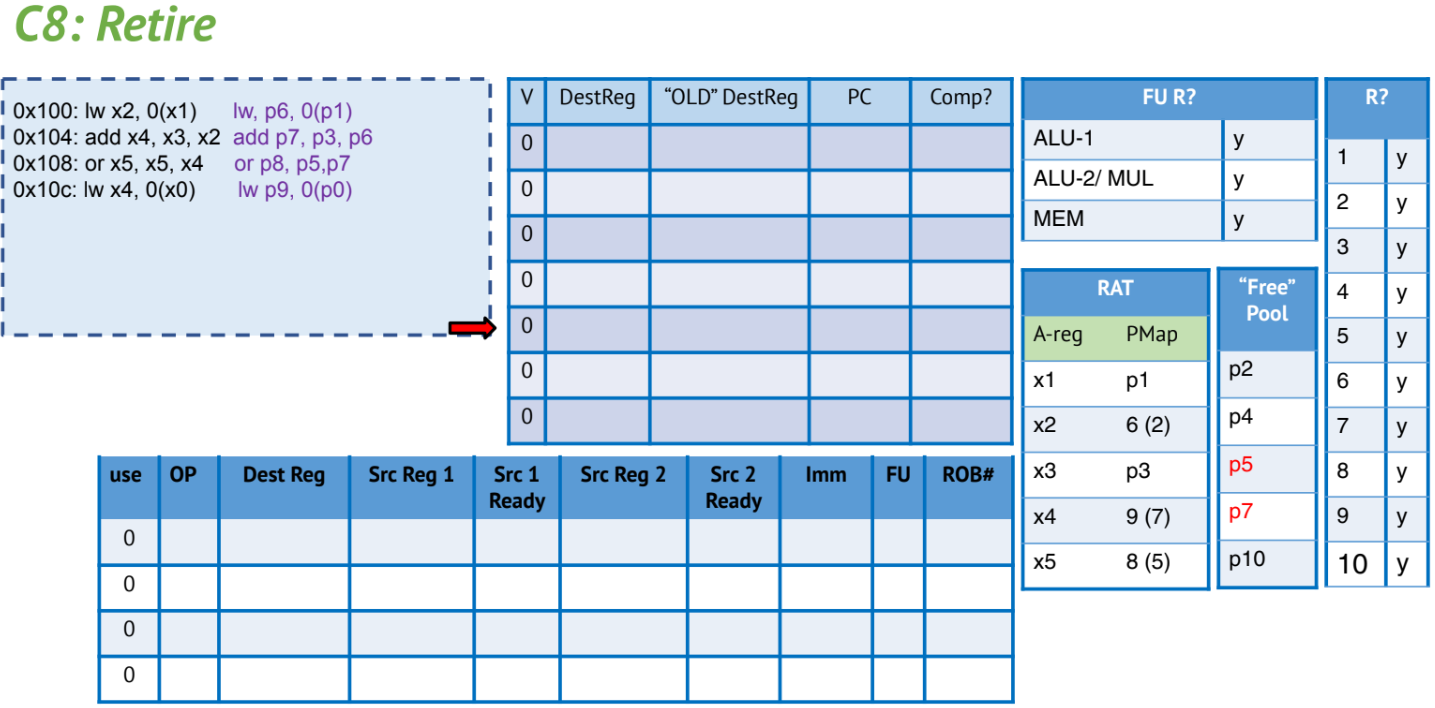 C8: Retire
0x100: lw x2, 0(x1) lw, p6, 0(p1)
0x104: add x4, x3, x2 add p7, p3, p6
0x108: or x5, x5, x4 or p8, p5,p7
0x10c: lw x4, 0(x0) lw p9, 0(p0)
V DestReg “OLD” DestReg PC Comp?
0
0
0
0
0
0
0
FU R?
ALU-1 y
ALU-2/ MUL y
MEM y
RAT
A-reg PMap
x1 p1
x2 6 (2)
x3 p3
x4 9 (7)
x5 8 (5)
“Free”
Pool
p2
p4
p5
p7
p10
R?
1 y
2 y
3 y
4 y
5 y
6 y
7 y
8 y
9 y
10 y
use OP Dest Reg Src Reg 1 Src 1 Ready Src Reg 2 Src 2 Ready Imm FU ROB#
0
0
0
0